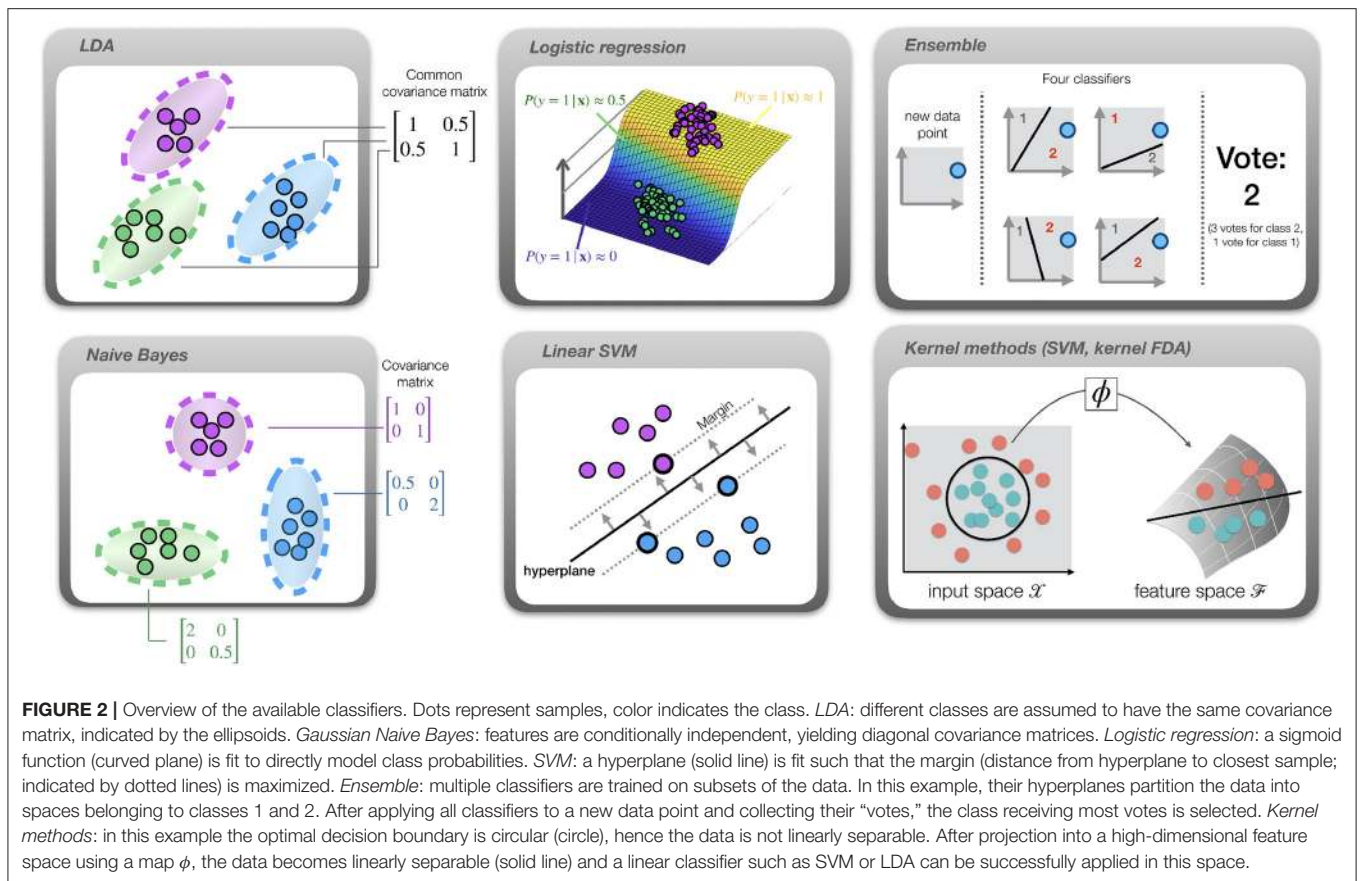 LDA
Common
covariance matrix
1 0.5
0.5 1
Logistic regression
P(y = 1 | x) ≈ 0.5
P(y = 1 | x) ≈ 1
P(y = 1 | x) ≈ 0
Ensemble
Four classifiers
new data
point
1
2
1
2
1
2
1
2
Vote:
2
(3 votes for class 2,
1 vote for class 1)
Naive Bayes
Covariance
matrix
1 0
0 1
0.5 0
0 2
2 0
0 0.5
Linear SVM
Margin
hyperplane
Kernel methods (SVM, kernel FDA)
ϕ
input space 𝒳
feature space ℱ
FIGURE 2 | Overview of the available classifiers. Dots represent samples, color indicates the class. LDA: different classes are assumed to have the same covariance
matrix, indicated by the ellipsoids. Gaussian Naive Bayes: features are conditionally independent, yielding diagonal covariance matrices. Logistic regression: a sigmoid
function (curved plane) is fit to directly model class probabilities. SVM: a hyperplane (solid line) is fit such that the margin (distance from hyperplane to closest sample;
indicated by dotted lines) is maximized. Ensemble: multiple classifiers are trained on subsets of the data. In this example, their hyperplanes partition the data into
spaces belonging to classes 1 and 2. After applying all classifiers to a new data point and collecting their “votes,” the class receiving most votes is selected. Kernel
methods: in this example the optimal decision boundary is circular (circle), hence the data is not linearly separable. After projection into a high-dimensional feature
space using a map ϕ, the data becomes linearly separable (solid line) and a linear classifier such as SVM or LDA can be successfully applied in this space.